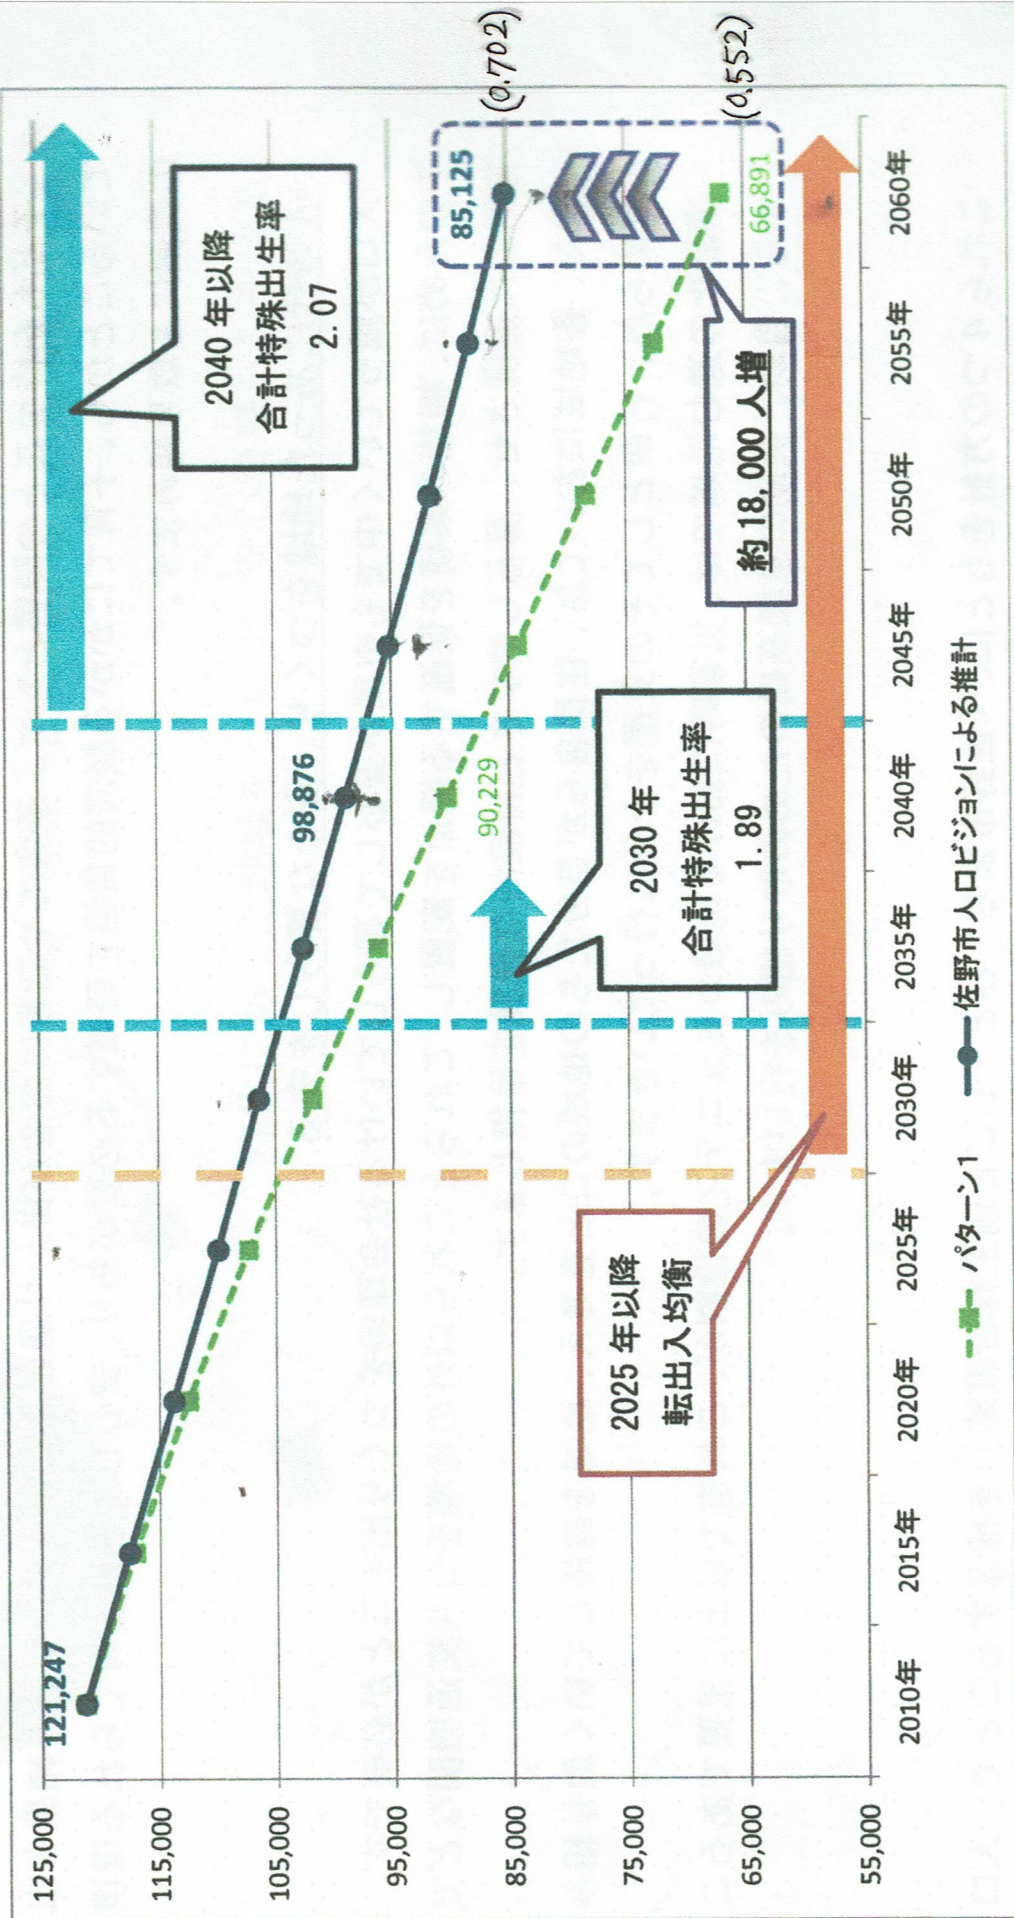 125,000
115,000
105,000
95,000
85,000
75,000
65,000
55,000
121,247
98,876
90,229
85,125
66,891
(0.702)
(0.552)
2040 年以降
合計特殊出生率
2.07
2030 年
合計特殊出生率
1.89
2025 年以降
転出入均衡
約 18,000 人増
2010年
2015年
2020年
2025年
2030年
2035年
2040年
2045年
2050年
2055年
2060年
パターン1
佐野市人口ビジョンによる推計